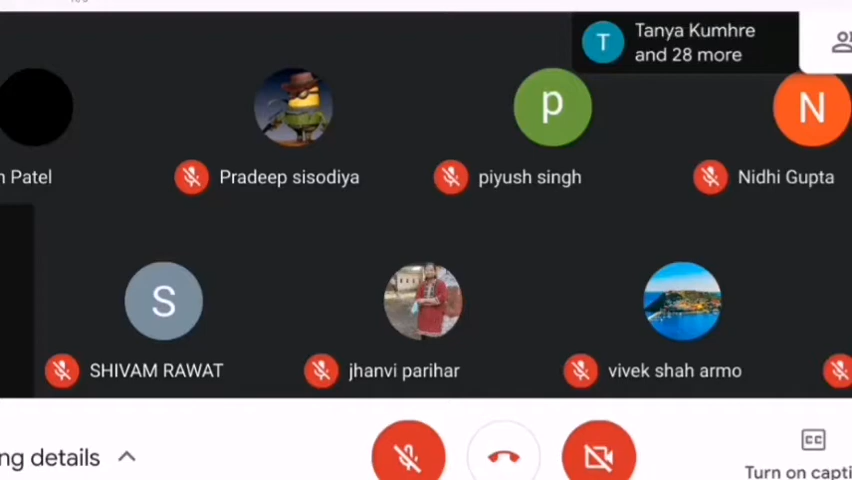 Tanya Kumhre
and 28 more
T
P
N
n Patel
Pradeep sisodiya
piyush singh
Nidhi Gupta
S
SHIVAM RAWAT
jhanvi parihar
vivek shah armo
ng details
CC
Turn on capti